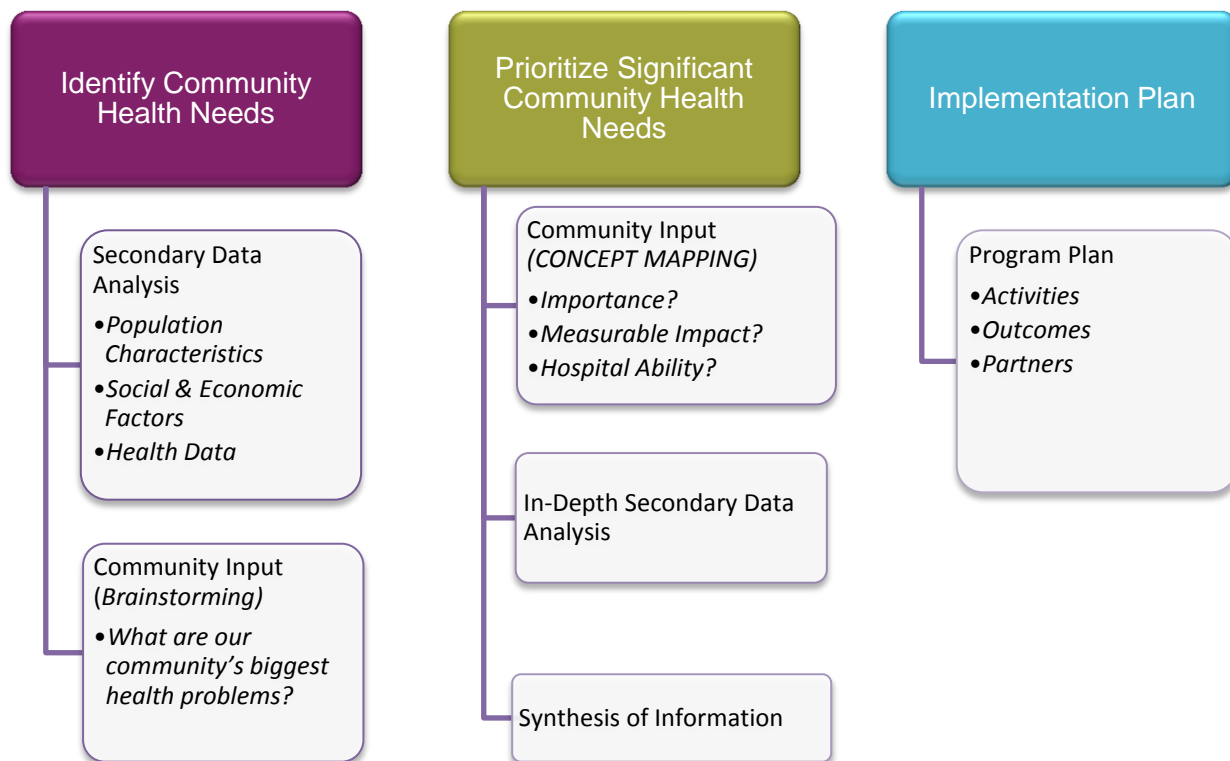 Identify Community
Health Needs
Secondary Data
Analysis
•Population
Characteristics
•Social & Economic
Factors
•Health Data
Community Input
(Brainstorming)
•What are our
community’s biggest
health problems?
Prioritize Significant
Community Health
Needs
Community Input
(CONCEPT MAPPING)
•Importance?
•Measurable Impact?
•Hospital Ability?
In-Depth Secondary Data
Analysis
Synthesis of Information
Implementation Plan
Program Plan
•Activities
•Outcomes
•Partners